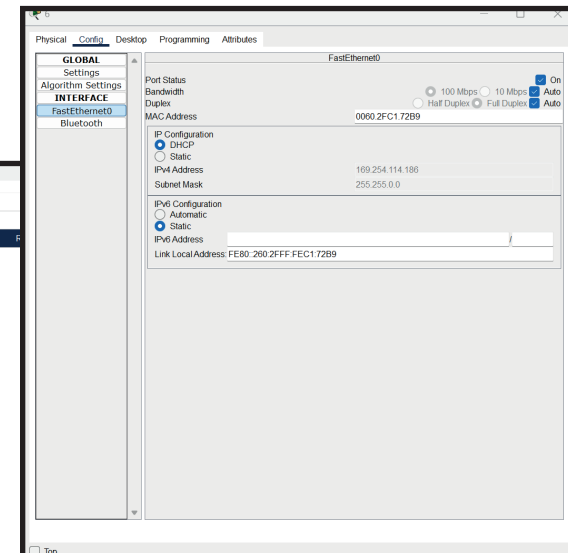 6
Physical Config Desktop Programming Attributes
GLOBAL
Settings
Algorithm Settings
INTERFACE
FastEthernet0
Bluetooth
FastEthernet0
Port Status On
Bandwidth 100 Mbps 10 Mbps Auto
Duplex Half Duplex Full Duplex Auto
MAC Address 0060.2FC1.72B9
IP Configuration
DHCP
Static
IPv4 Address 169.254.114.186
Subnet Mask 255.255.0.0
IPv6 Configuration
Automatic
Static
IPv6 Address /
Link Local Address: FE80::260:2FFF:FEC1:72B9
R
Top